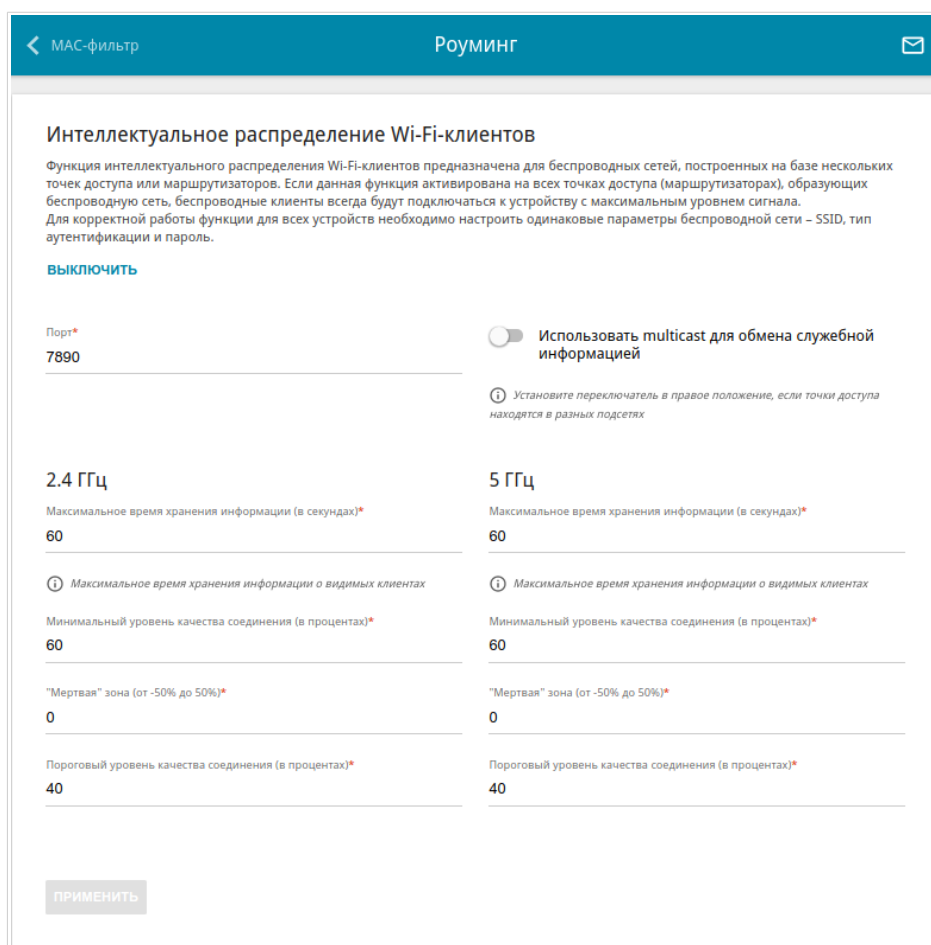 МАС-фильтр
Роуминг
Интеллектуальное распределение Wi-Fi-клиентов
Функция интеллектуального распределения Wi-Fi-клиентов предназначена для беспроводных сетей, построенных на базе нескольких
точек доступа или маршрутизаторов. Если данная функция активирована на всех точках доступа (маршрутизаторах), образующих
беспроводную сеть, беспроводные клиенты всегда будут подключаться к устройству с максимальным уровнем сигнала.
Для корректной работы функции для всех устройств необходимо настроить одинаковые параметры беспроводной сети – SSID, тип
аутентификации и пароль.
ВЫКЛЮЧИТЬ
Порт*
7890
Использовать multicast для обмена служебной
информацией
Установите переключатель в правое положение, если точки доступа
находятся в разных подсетях
2.4 ГГц
Максимальное время хранения информации (в секундах)*
60
Максимальное время хранения информации о видимых клиентах
Минимальный уровень качества соединения (в процентах)*
60
"Мертвая" зона (от -50% до 50%)*
0
Пороговый уровень качества соединения (в процентах)*
40
5 ГГц
Максимальное время хранения информации (в секундах)*
60
Максимальное время хранения информации о видимых клиентах
Минимальный уровень качества соединения (в процентах)*
60
"Мертвая" зона (от -50% до 50%)*
0
Пороговый уровень качества соединения (в процентах)*
40
ПРИМЕНИТЬ